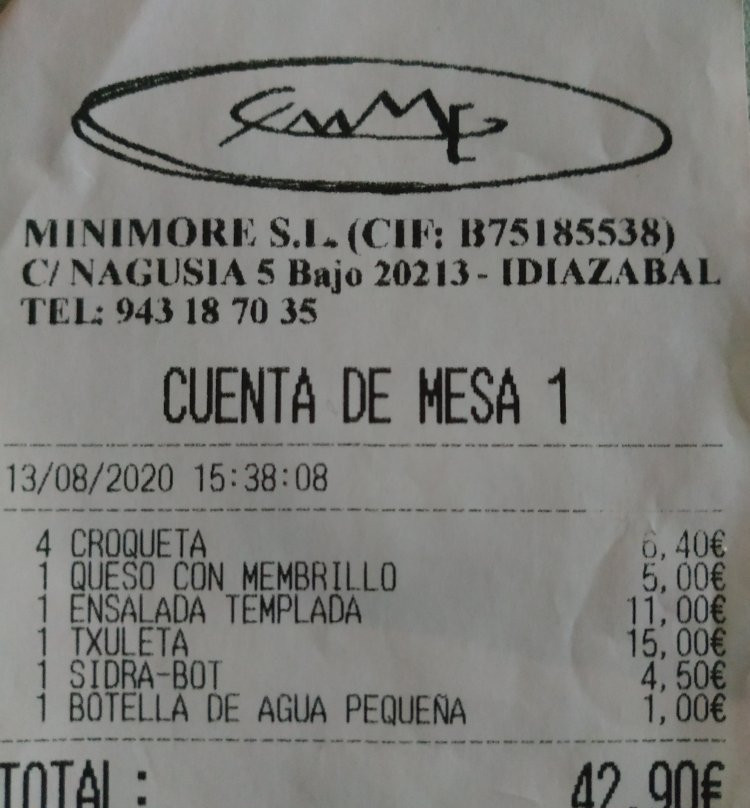 MINIMORE S.L. (CIF: B75185538)
C/ NAGUSIA 5 Bajo 20213 - IDIAZABAL
TEL: 943 18 70 35
CUENTA DE MESA 1
13/08/2020 15:38:08
4 CROQUETA 6,40€
1 QUESO CON MEMBRILLO 5,00€
1 ENSALADA TEMPLADA 11,00€
1 TXULETA 15,00€
1 SIDRA-BOT 4,50€
1 BOTELLA DE AGUA PEQUEÑA 1,00€
TOTAL: 42,90€